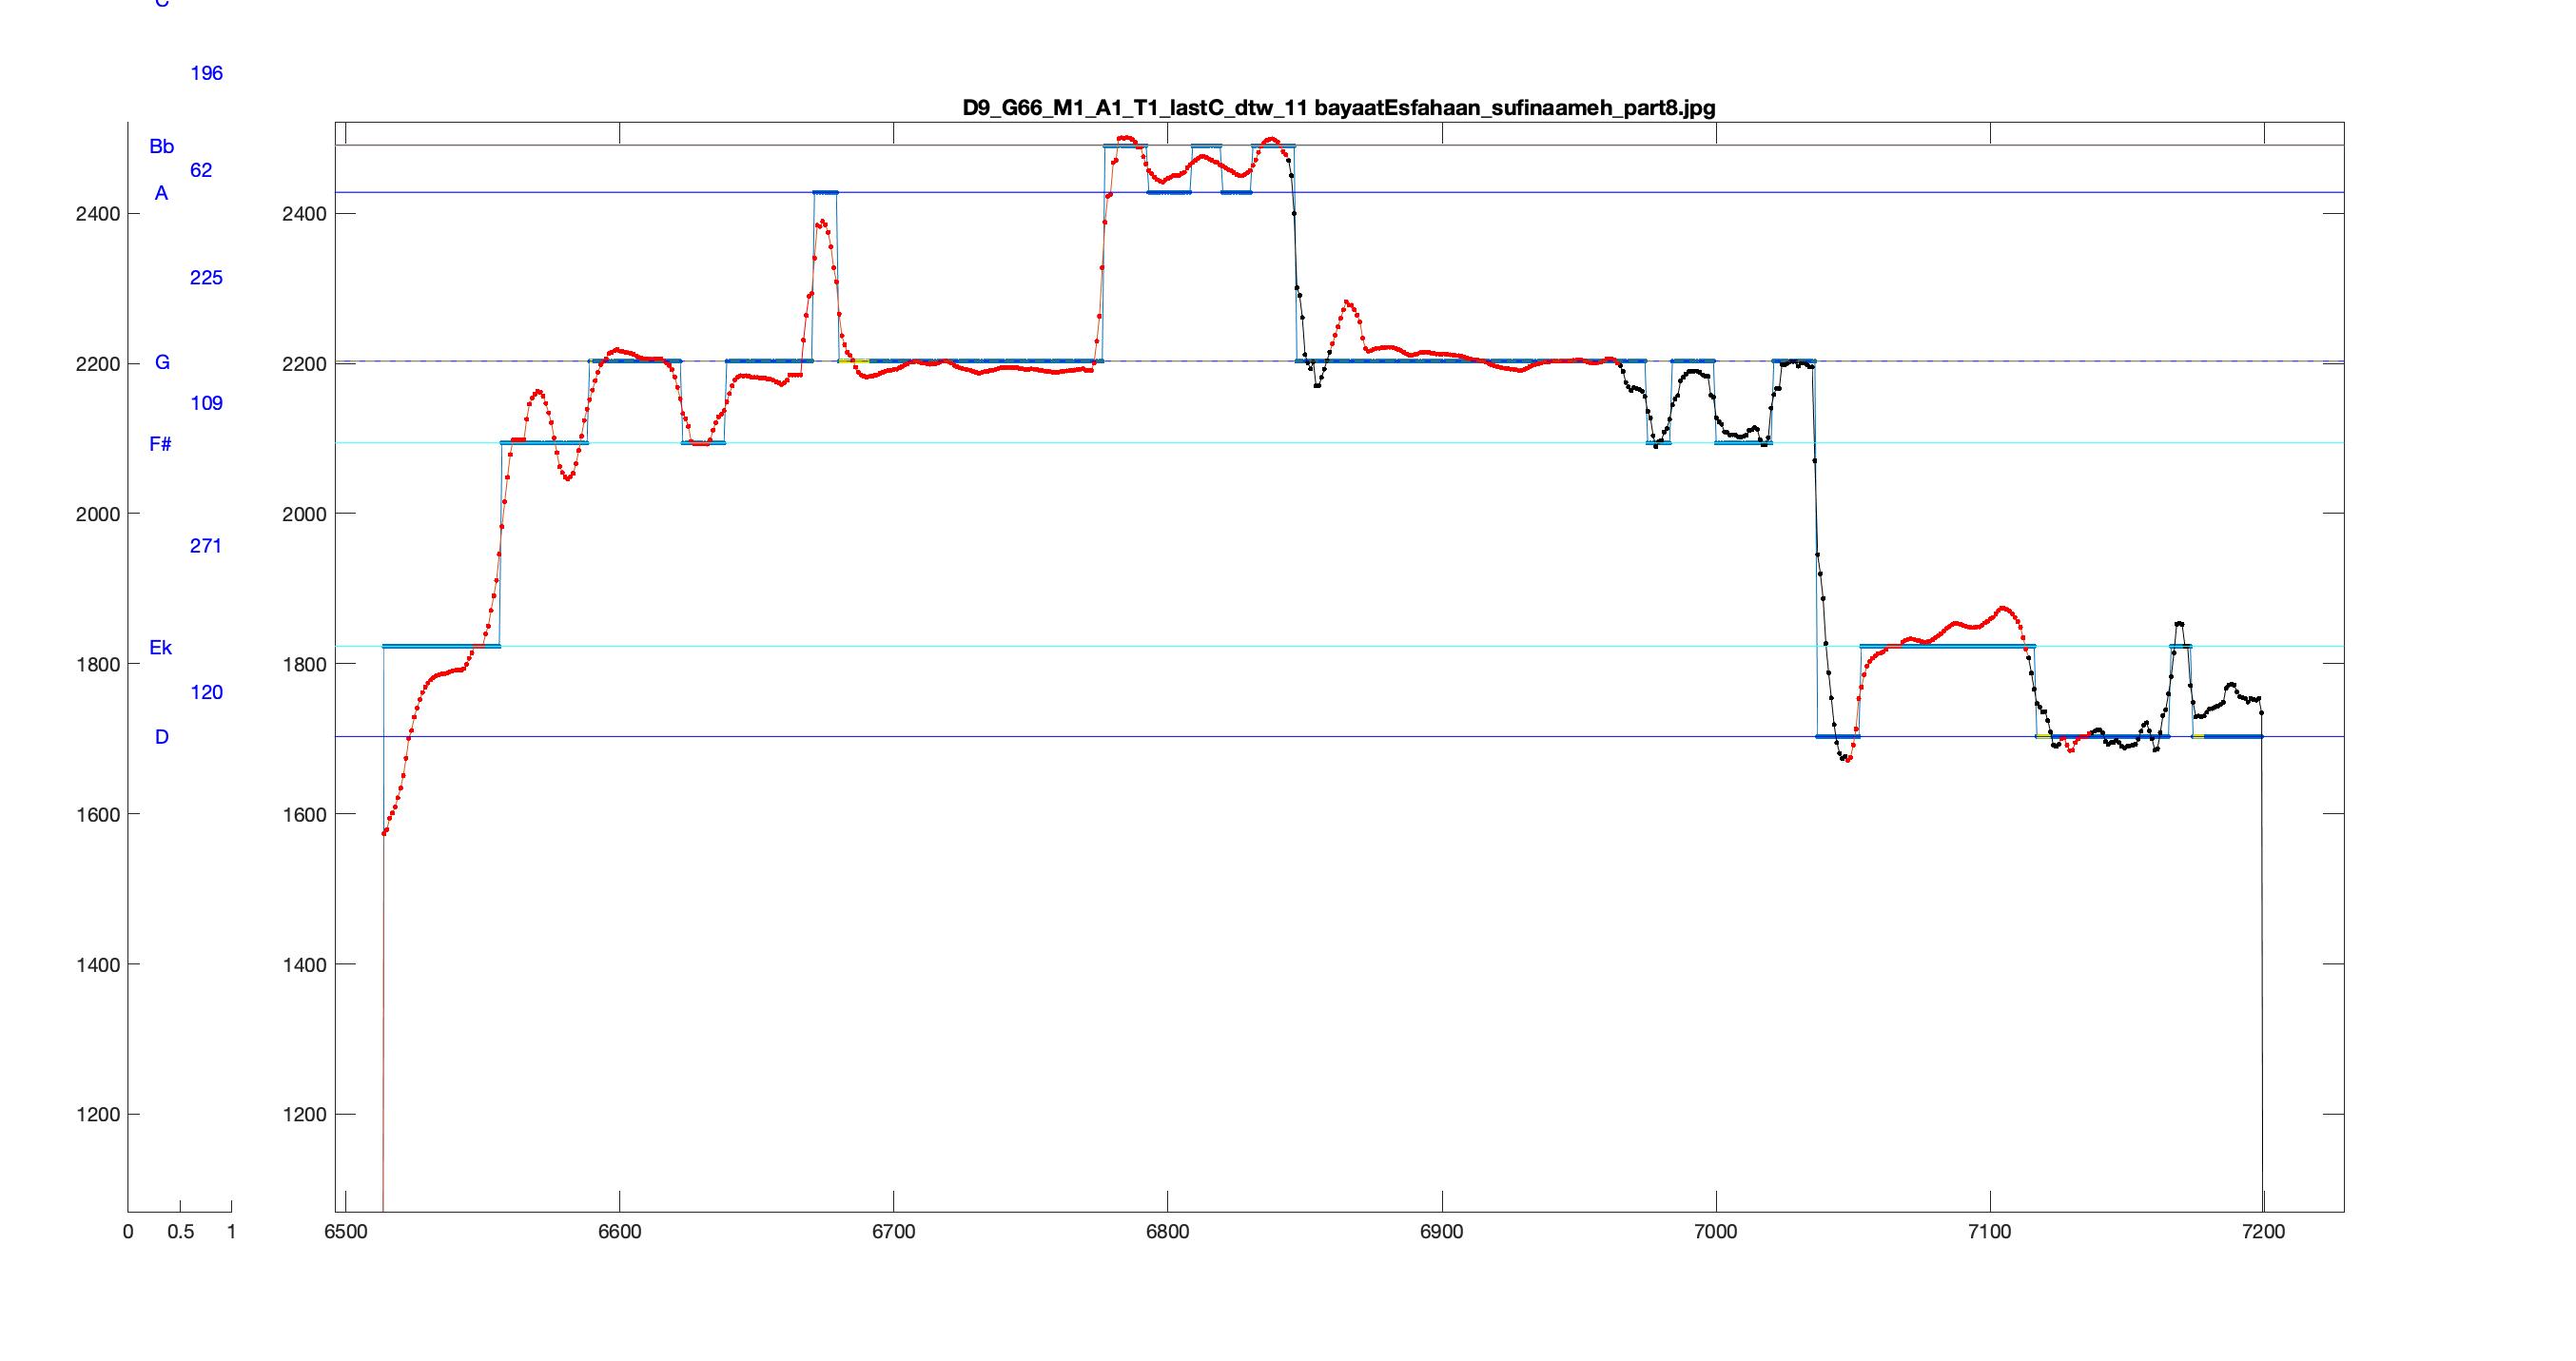 C
196
D9_G66_M1_A1_T1_lastC_dtw_11 bayaatEsfahaan_sufinaameh_part8.jpg
Bb
62
A
2400 2400
225
2200 G 2200
109
F#
2000 2000
271
Ek
1800 1800
120
D
1600 1600
1400 1400
1200 1200
0 0.5 1 6500 6600 6700 6800 6900 7000 7100 7200